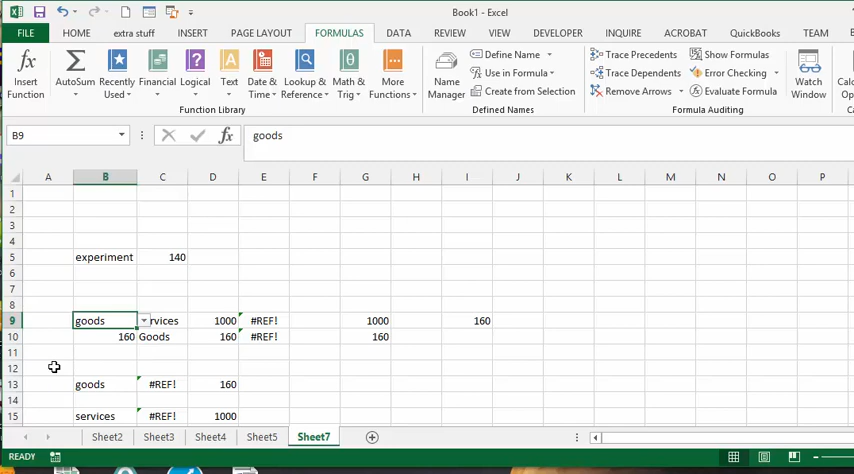 Book1 - Excel
FILE HOME extra stuff INSERT PAGE LAYOUT FORMULAS DATA REVIEW VIEW DEVELOPER INQUIRE ACROBAT QuickBooks TEAM
Insert Function
AutoSum
Recently Used
Financial
Logical
Text
Date & Time
Lookup & Reference
Math & Trig
More Functions
Function Library
Name Manager
Define Name
Use in Formula
Create from Selection
Defined Names
Trace Precedents
Trace Dependents
Remove Arrows
Show Formulas
Error Checking
Evaluate Formula
Formula Auditing
Watch Window
B9 fx goods
A B C D E F G H I J K L M N O P
1
2
3
4
5 experiment 140
6
7
8
9 goods rvices 1000 #REF! 1000 160
10 160 Goods 160 #REF! 160
11
12
13 goods #REF! 160
14
15 services #REF! 1000
Sheet2 Sheet3 Sheet4 Sheet5 Sheet7
READY